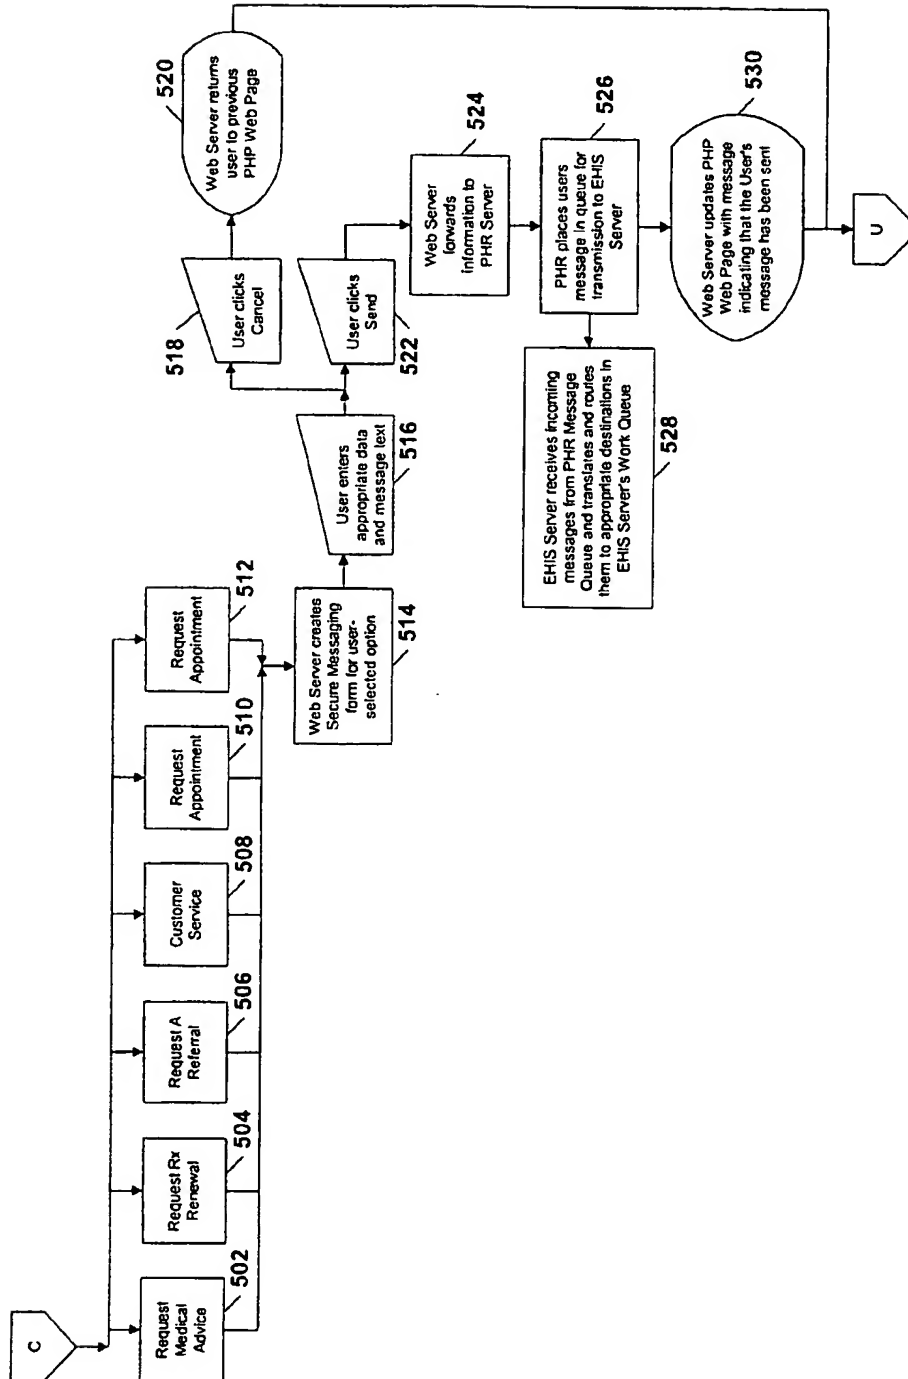 C
Request
Medical
Advice
502
Request Rx
Renewal
504
Request A
Referral
506
Customer
Service
508
Request
Appointment
510
Request
Appointment
512
Web Server creates
Secure Messaging
form for user-
selected option
514
User enters
appropriate data
and message text
516
518
User clicks
Cancel
520
Web Server returns
user to previous
PHP Web Page
User clicks
Send
522
Web Server
forwards
information to
PHR Server
524
PHR places users
message in queue for
transmission to EHIS
Server
526
EHIS Server receives incoming
messages from PHR Message
Queue and translates and routes
them to appropriate destinations in
EHIS Server's Work Queue
528
Web Server updates PHP
Web Page with message
indicating that the User's
message has been sent
530
U